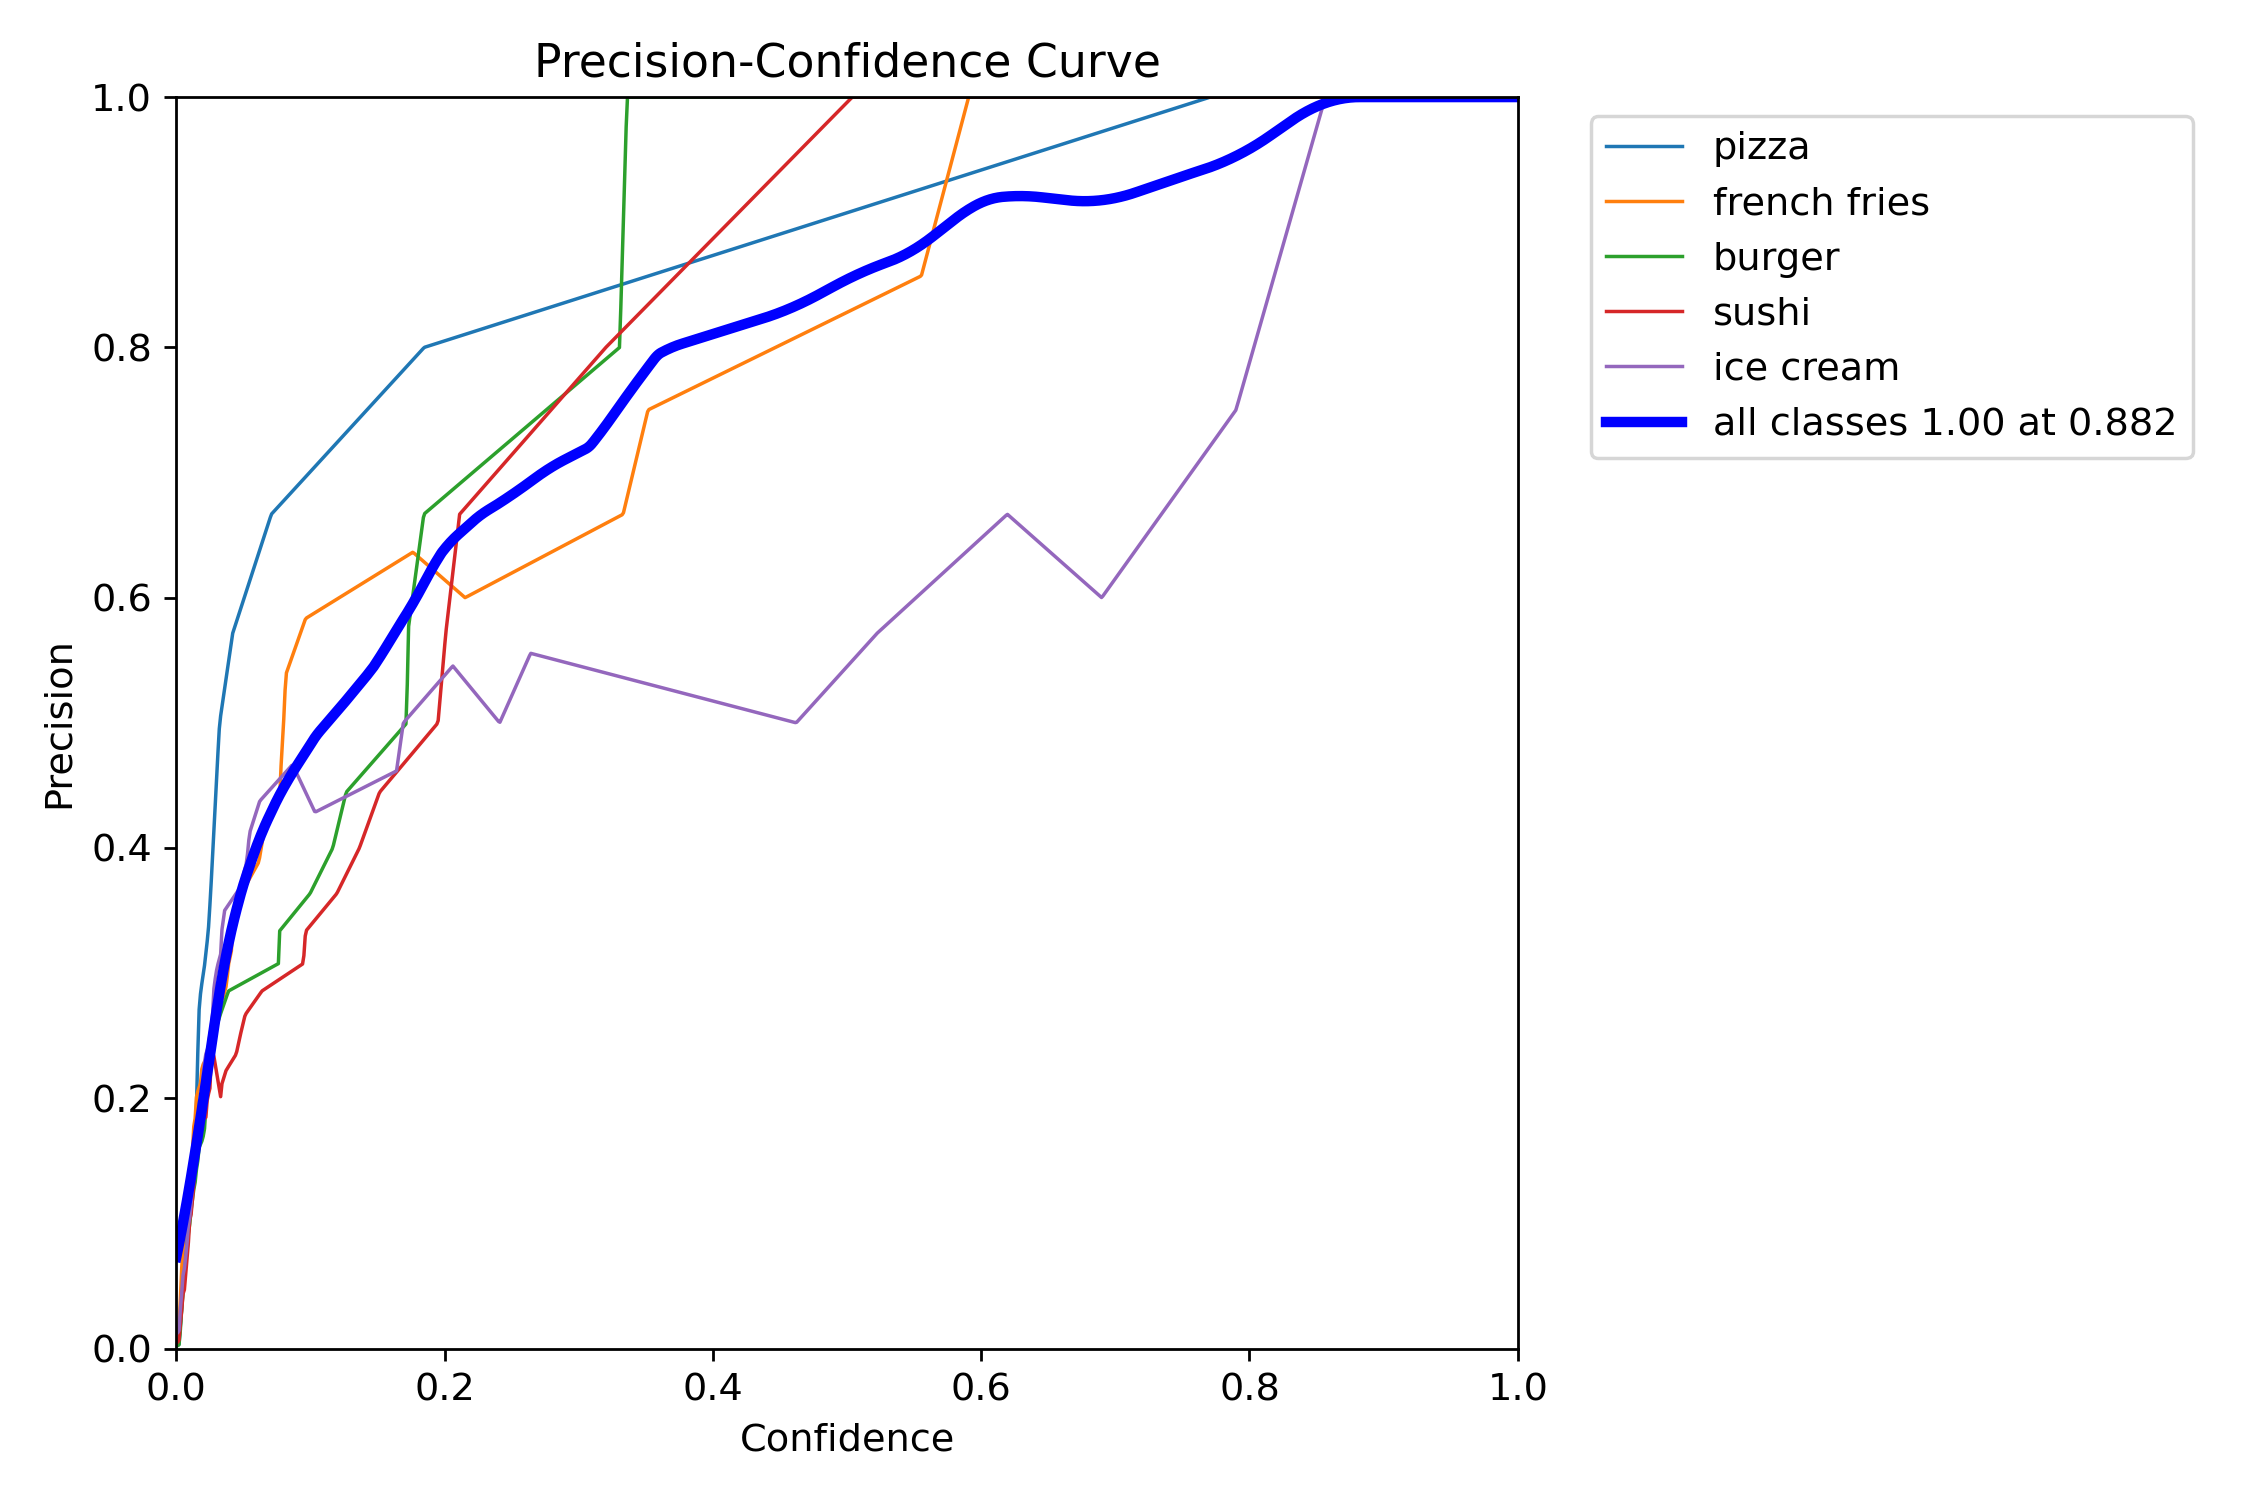 Precision-Confidence Curve
1.0
0.8
0.6
0.4
0.2
0.0
Precision
0.0 0.2 0.4 0.6 0.8 1.0
Confidence
pizza
french fries
burger
sushi
ice cream
all classes 1.00 at 0.882